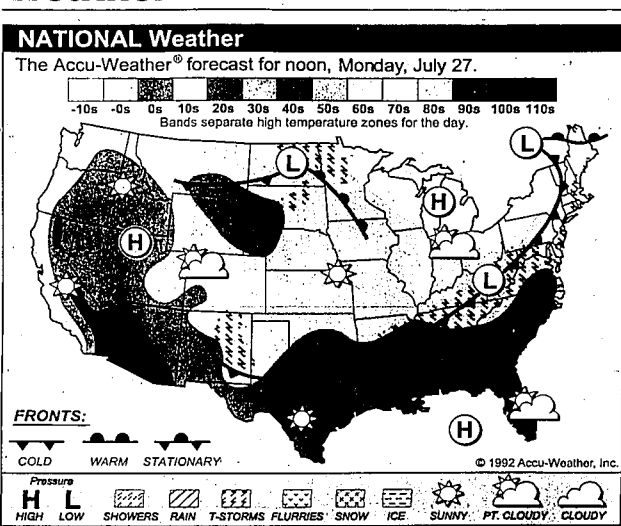 NATIONAL Weather
The Accu-Weather® forecast for noon, Monday, July 27.
-10s -0s 0s 10s 20s 30s 40s 50s 60s 70s 80s 90s 100s 110s
Bands separate high temperature zones for the day.
L
L
H
H
L
H
FRONTS:
COLD WARM STATIONARY
© 1992 Accu-Weather, Inc.
Pressure
H L
HIGH LOW SHOWERS RAIN T-STORMS FLURRIES SNOW ICE SUNNY PT. CLOUDY CLOUDY